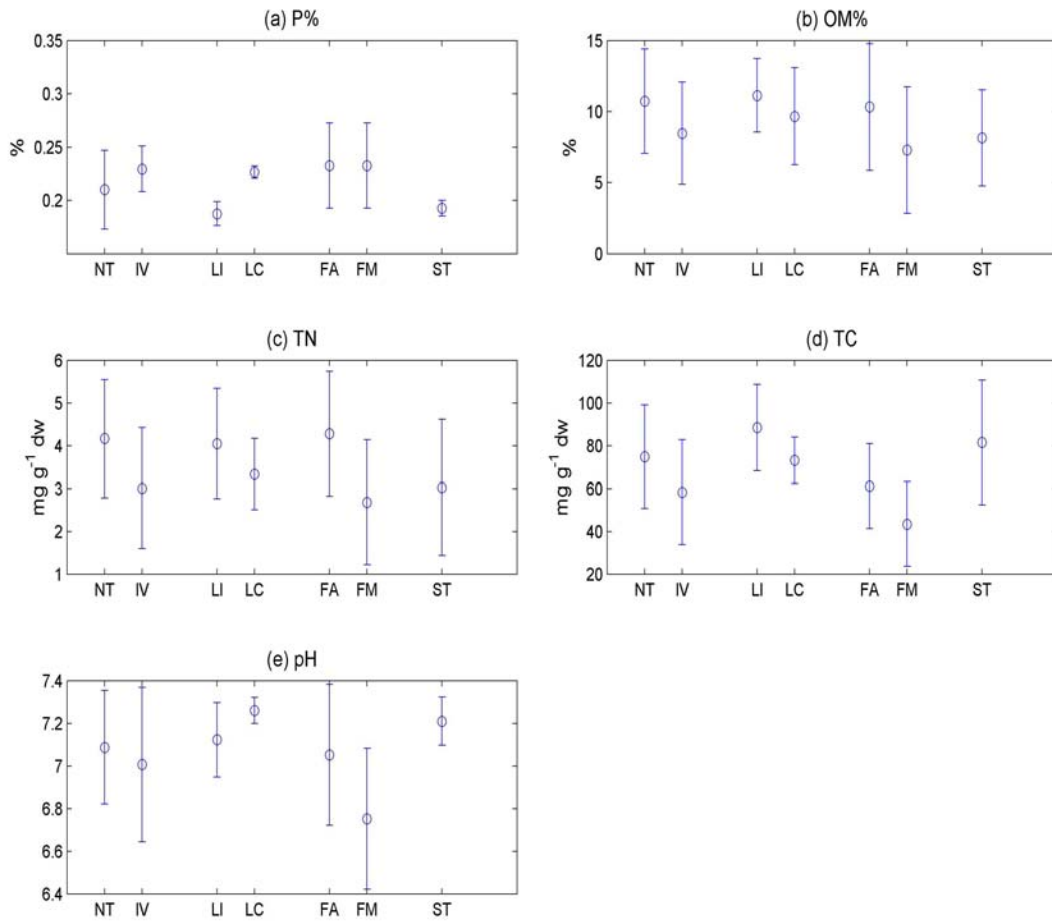 (a) P%
0.35
0.3
0.25
0.2
%
NT IV LI LC FA FM ST
(b) OM%
15
10
5
0
%
NT IV LI LC FA FM ST
(c) TN
6
5
4
3
2
1
mg g⁻¹ dw
NT IV LI LC FA FM ST
(d) TC
120
100
80
60
40
20
mg g⁻¹ dw
NT IV LI LC FA FM ST
(e) pH
7.4
7.2
7
6.8
6.6
6.4
NT IV LI LC FA FM ST